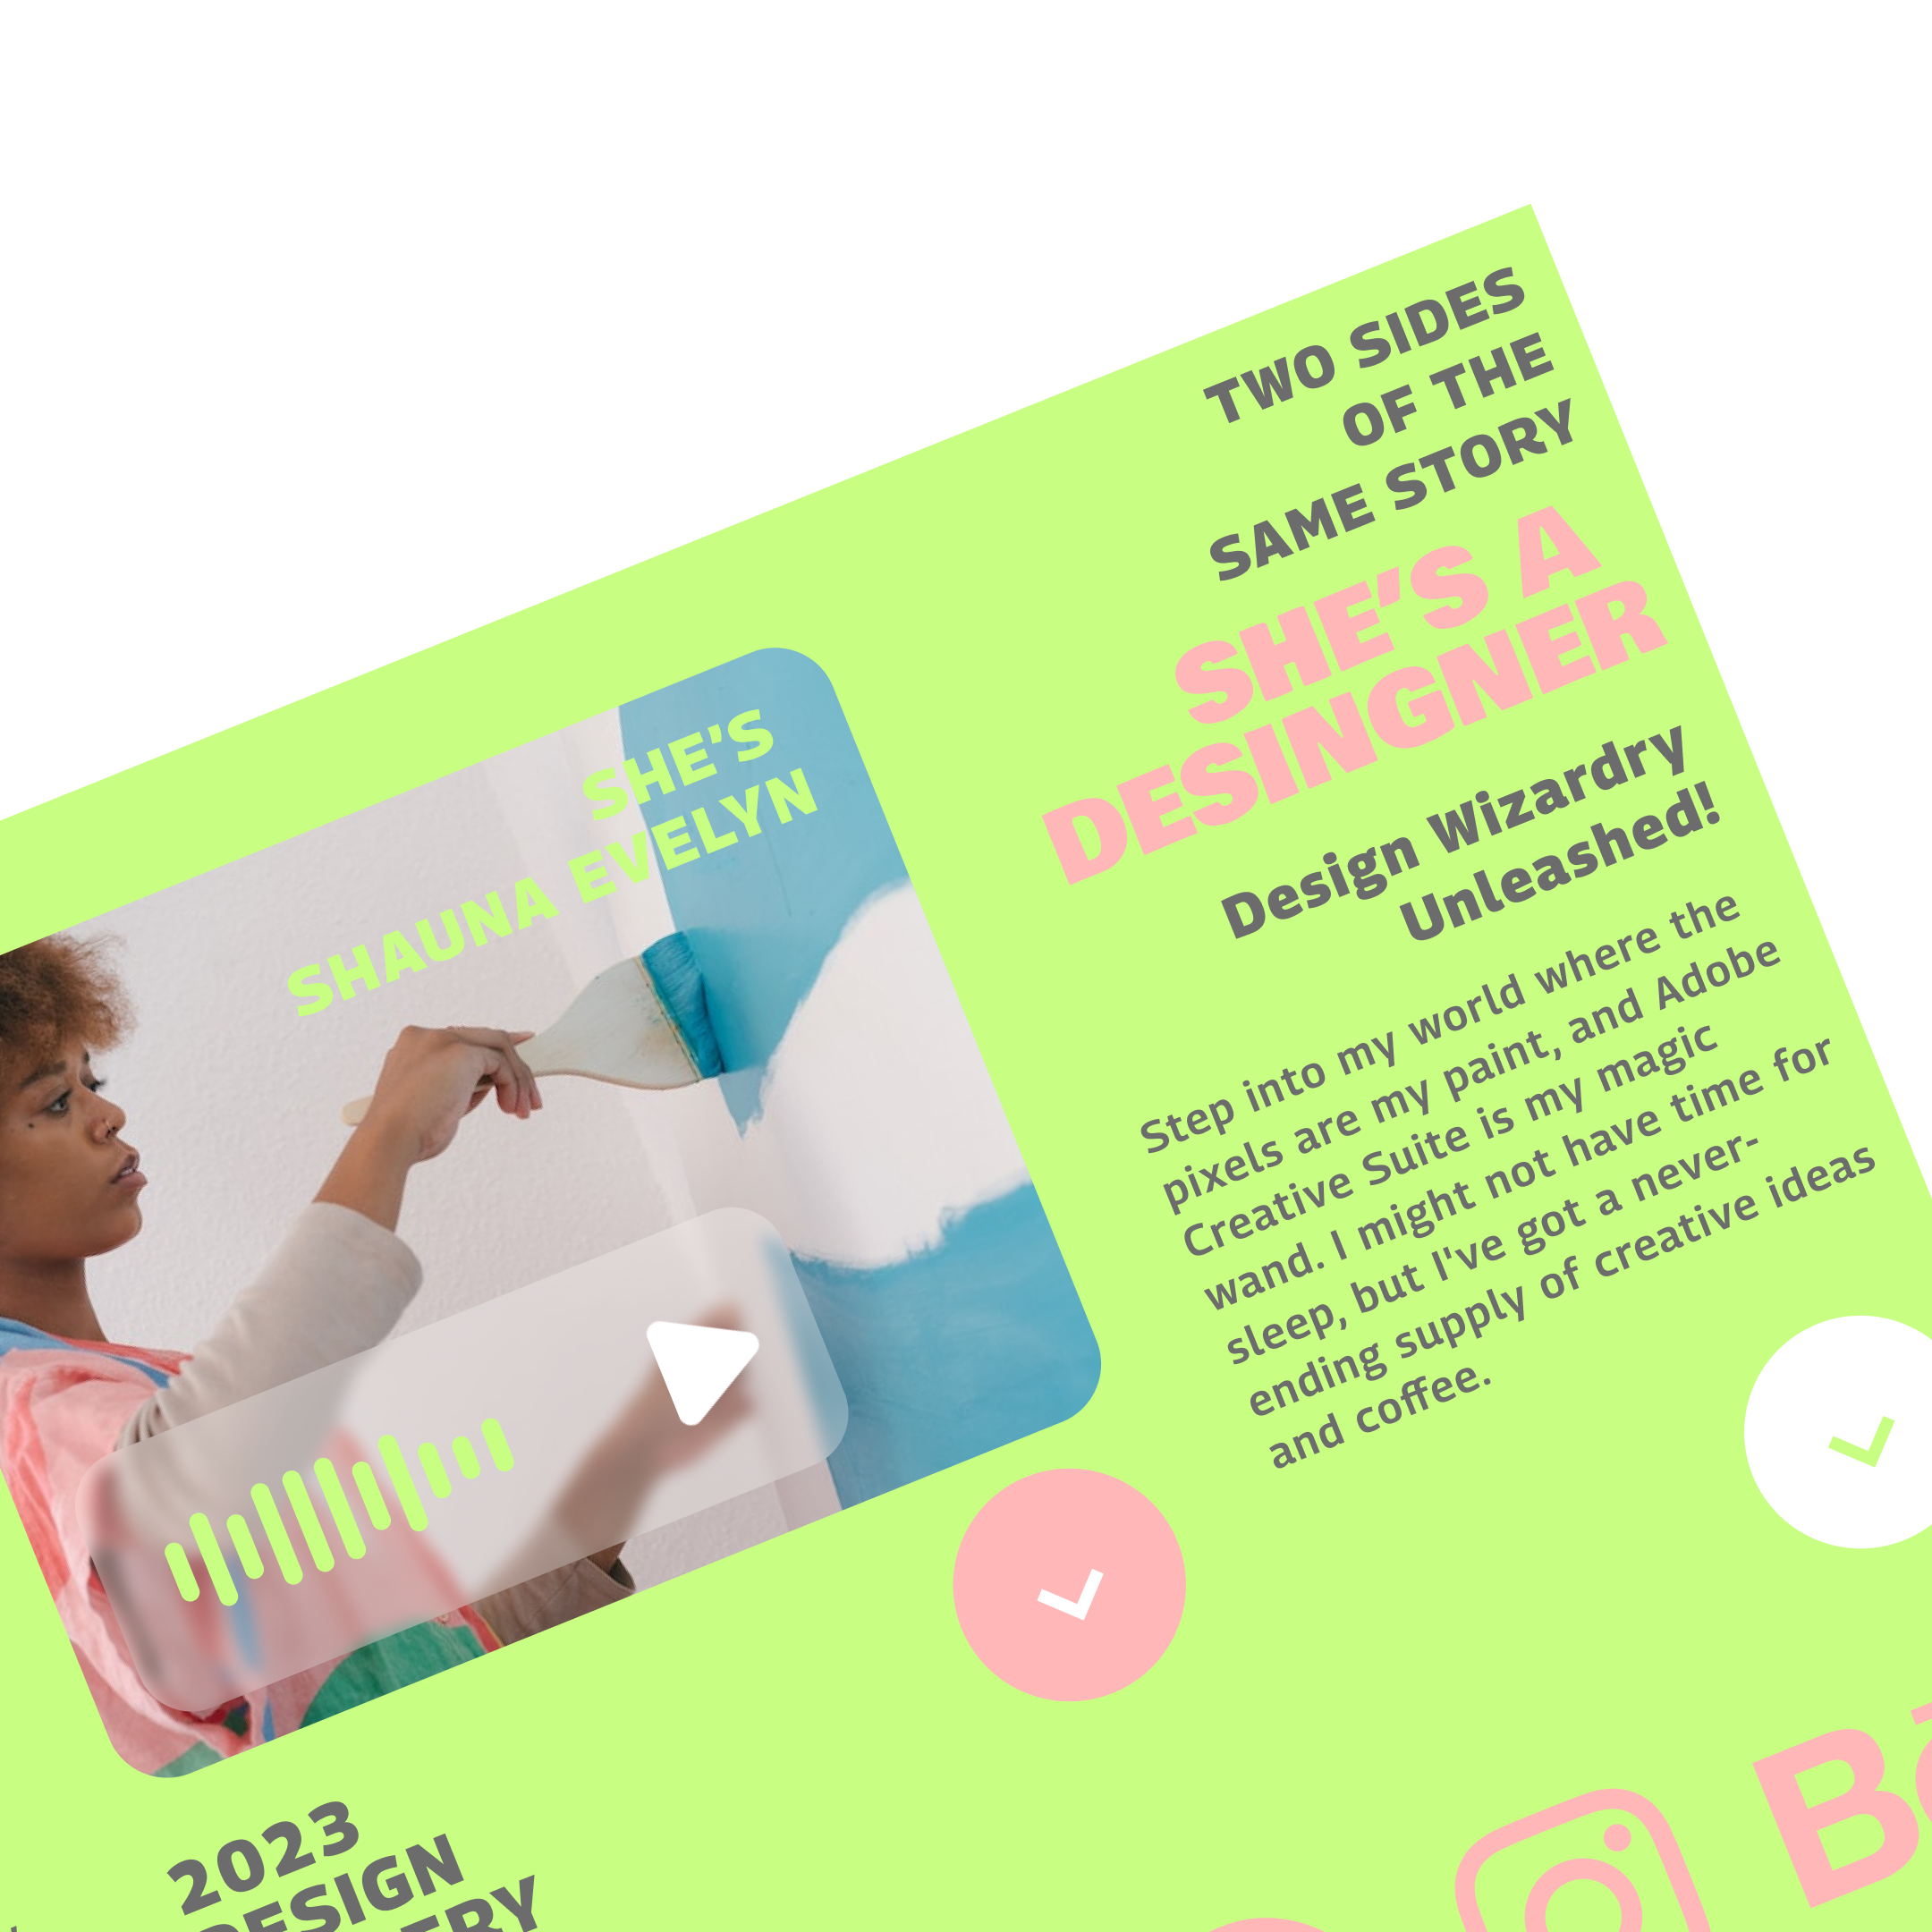 TWO SIDES
OF THE
SAME STORY
SHE'S A
DESINGNER
Design Wizardry
Unleashed!
Step into my world where the
pixels are my paint, and Adobe
Creative Suite is my magic
wand. I might not have time for
sleep, but I've got a never-
ending supply of creative ideas
and coffee.
SHE'S
SHAUNA EVELYN
2023
DESIGN